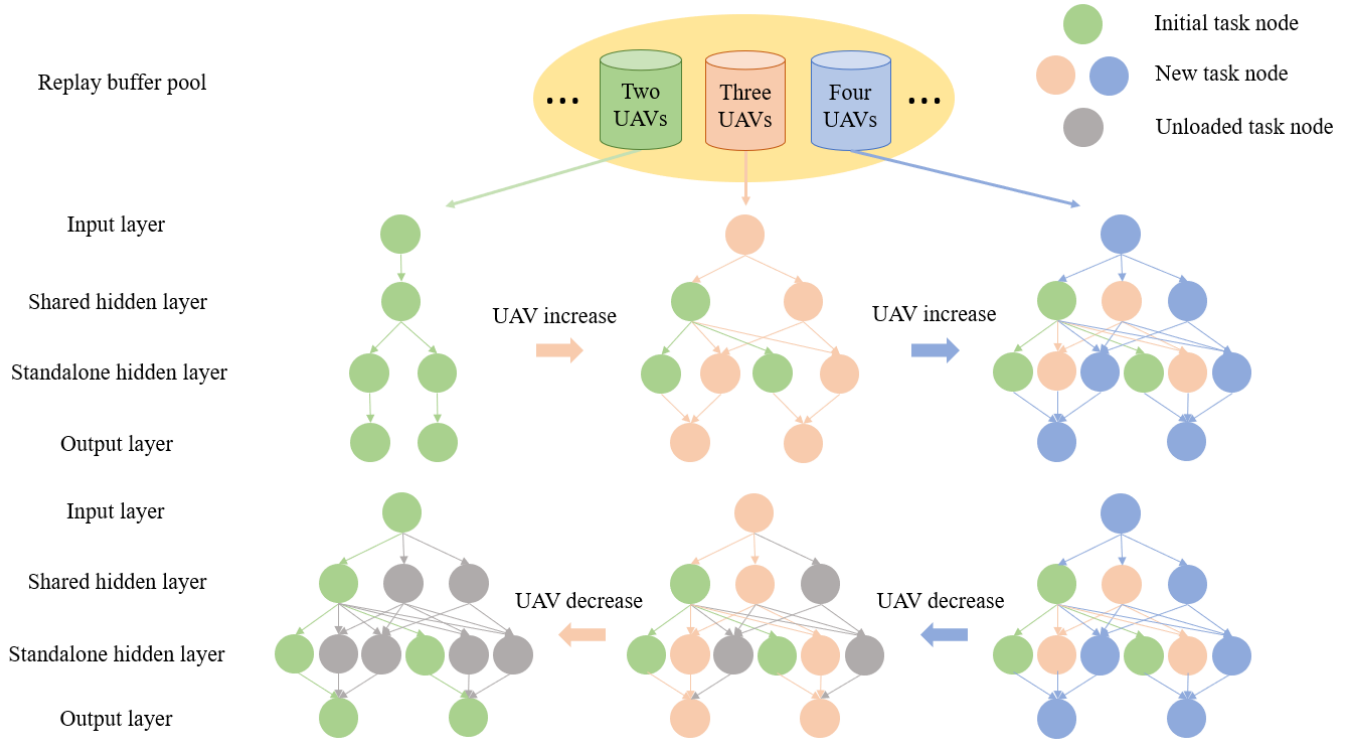 Initial task node
Replay buffer pool
...
Two
UAVs
Three
UAVs
Four
UAVs
...
New task node
Unloaded task node
Input layer
Shared hidden layer
UAV increase
UAV increase
Standalone hidden layer
Output layer
Input layer
Shared hidden layer
UAV decrease
UAV decrease
Standalone hidden layer
Output layer